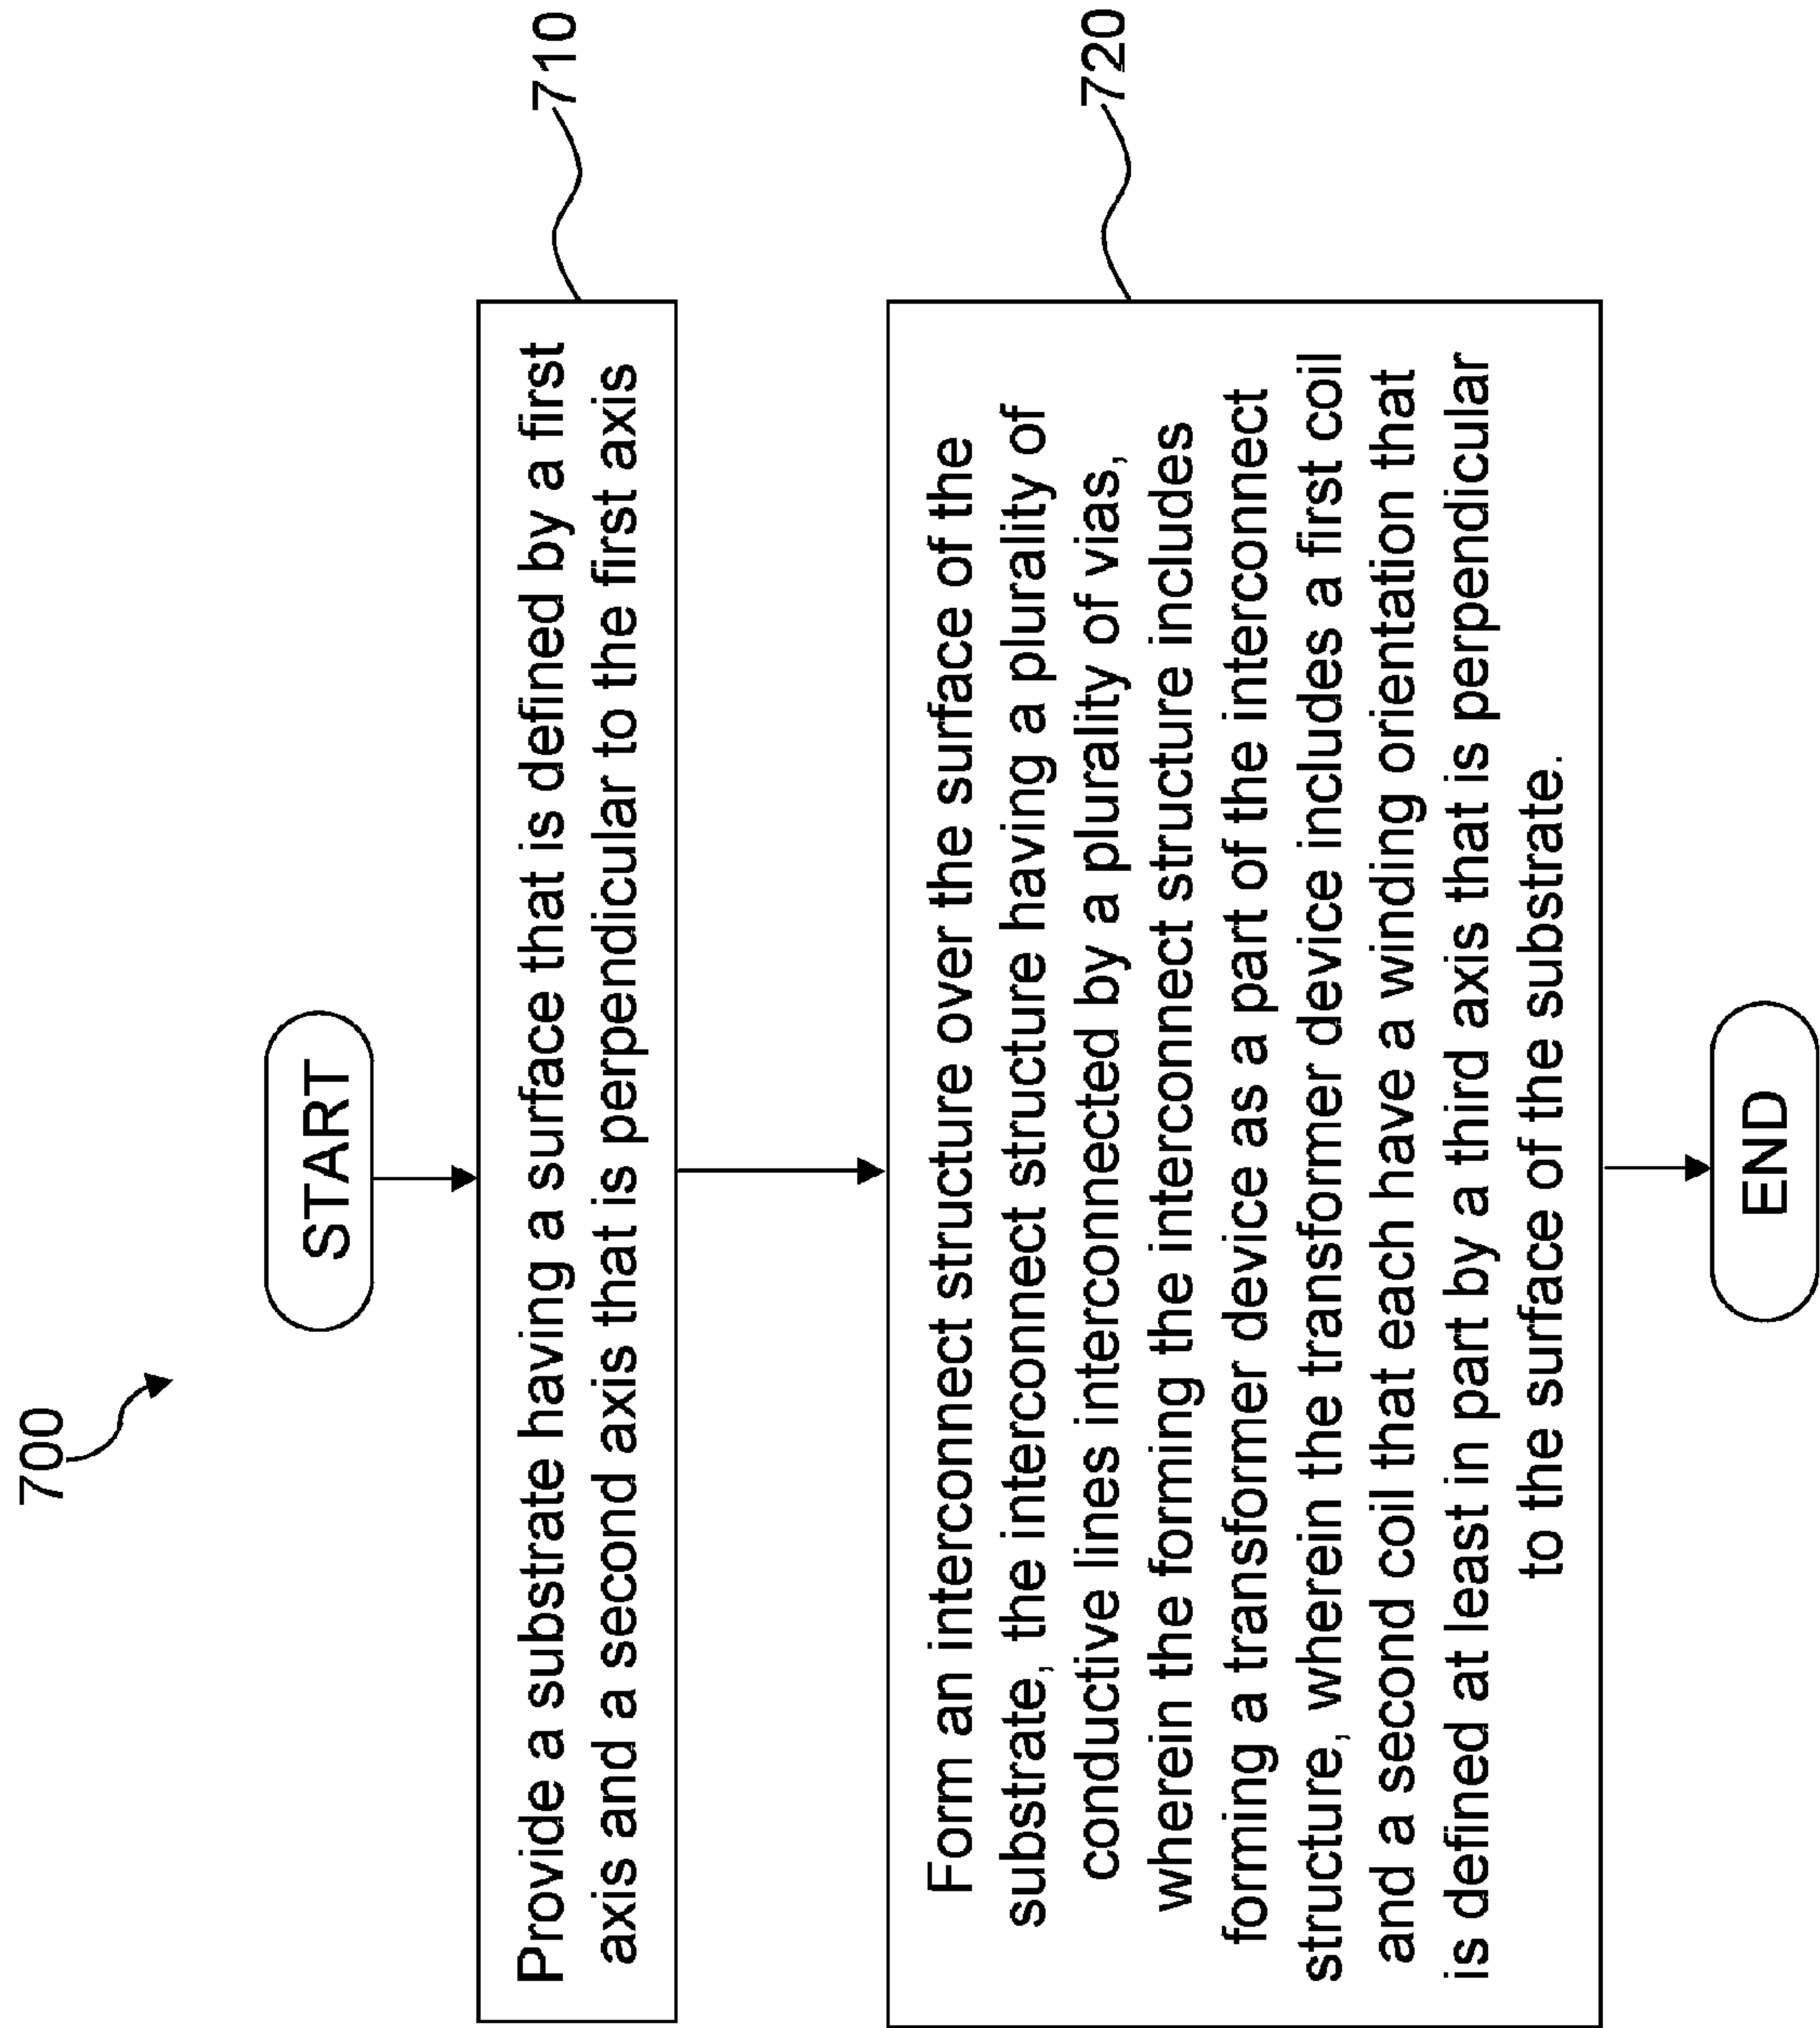 700
START
710
Provide a substrate having a surface that is defined by a first
axis and a second axis that is perpendicular to the first axis
720
Form an interconnect structure over the surface of the
substrate, the interconnect structure having a plurality of
conductive lines interconnected by a plurality of vias,
wherein the forming the interconnect structure includes
forming a transformer device as a part of the interconnect
structure, wherein the transformer device includes a first coil
and a second coil that each have a winding orientation that
is defined at least in part by a third axis that is perpendicular
to the surface of the substrate.
END